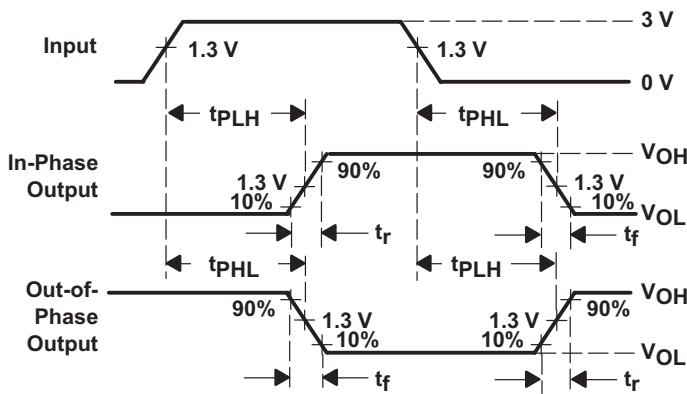 3 V
Input
1.3 V
1.3 V
0 V
tPLH
tPHL
In-Phase
Output
VOH
90%
90%
1.3 V
1.3 V
10%
10%
VOL
tr
tf
tPHL
tPLH
Out-of-
Phase
Output
VOH
90%
90%
1.3 V
1.3 V
10%
10%
VOL
tf
tr